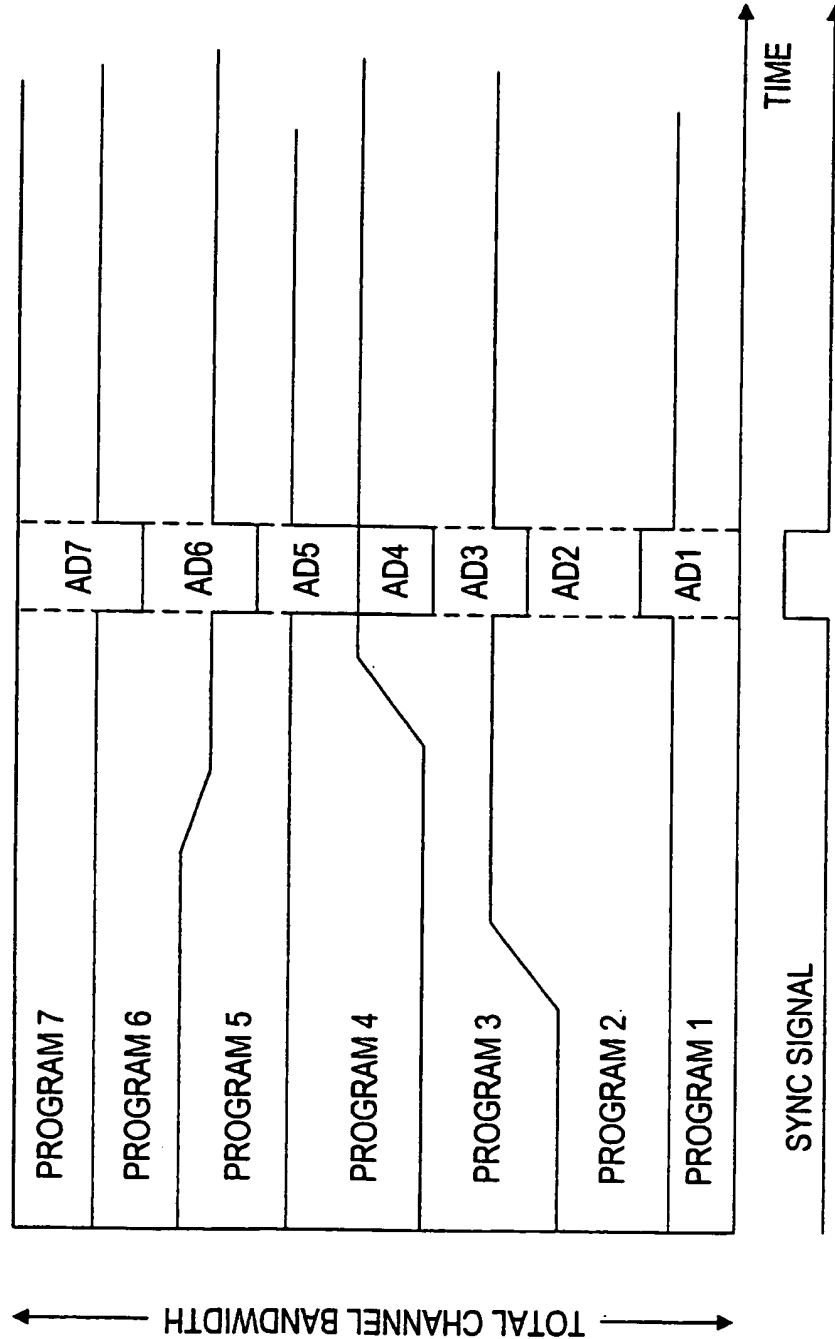 TOTAL CHANNEL BANDWIDTH
PROGRAM 7
AD7
PROGRAM 6
AD6
PROGRAM 5
AD5
PROGRAM 4
AD4
PROGRAM 3
AD3
PROGRAM 2
AD2
PROGRAM 1
AD1
TIME
SYNC SIGNAL